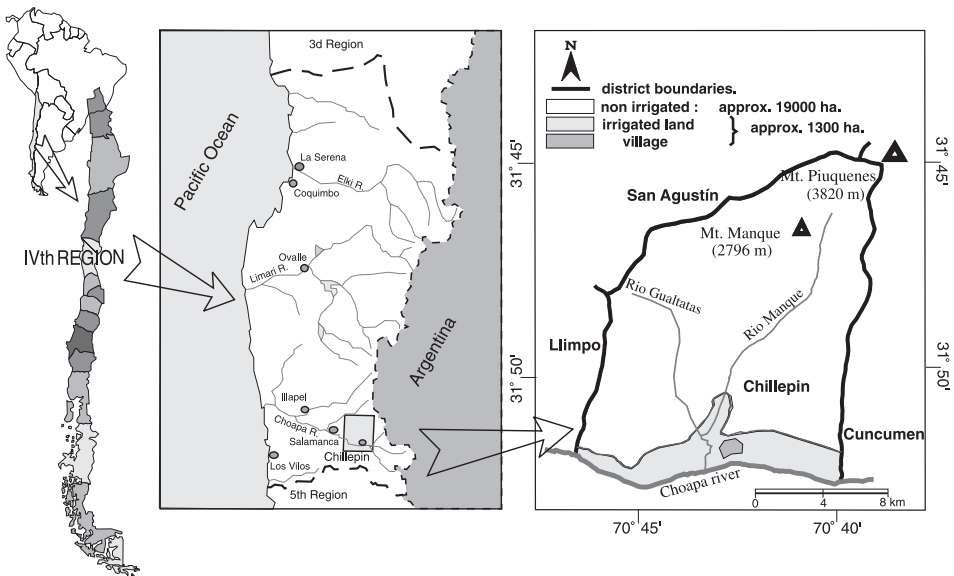 IVth REGION
3d Region
Pacific Ocean
La Serena
Elki R.
Coquimbo
Ovalle
Limari R.
Argentina
Illapel
Choapa R.
Salamanca
Chillepin
Los Vilos
5th Region
31° 45'
31° 50'
N
district boundaries.
non irrigated : approx. 19000 ha.
irrigated land
village
} approx. 1300 ha.
31° 45'
Mt. Piuquenes
(3820 m)
San Agustín
Mt. Manque
(2796 m)
Rio Gualtatas
Rio Manque
Llimpo
31° 50'
Chillepin
Cuncumen
Choapa river
0 4 8 km
70° 45' 70° 40'